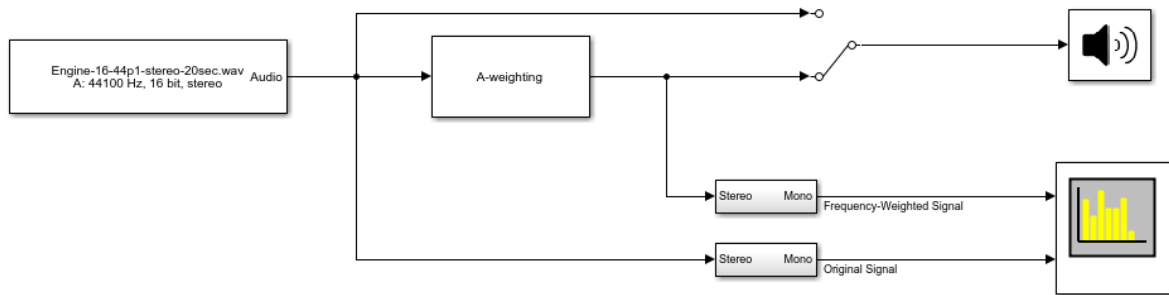 Engine-16-44p1-stereo-20sec.wav
A: 44100 Hz, 16 bit, stereo
Audio
A-weighting
Stereo Mono
Frequency-Weighted Signal
Stereo Mono
Original Signal